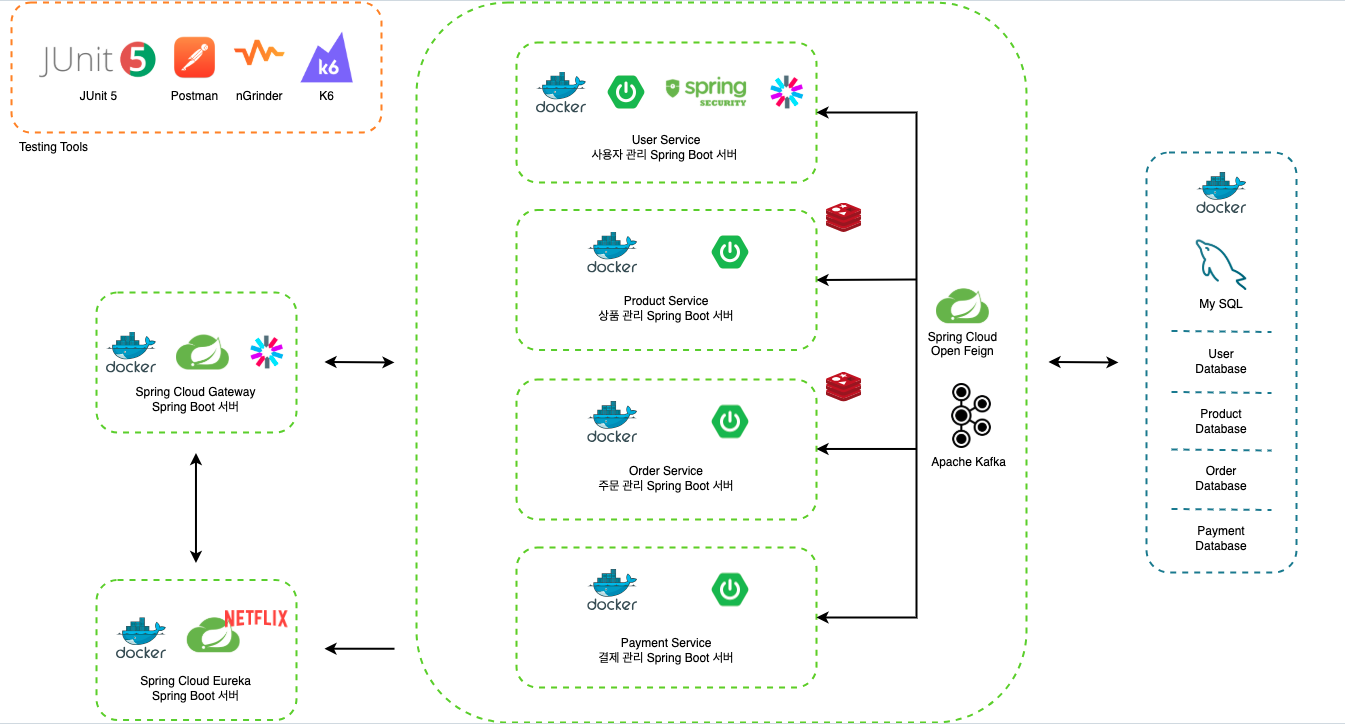 JUnit 5
k6
JUnit 5
Postman
nGrinder
K6
Testing Tools
docker
spring
SECURITY
User Service
사용자 관리 Spring Boot 서버
docker
Product Service
상품 관리 Spring Boot 서버
docker
Order Service
주문 관리 Spring Boot 서버
docker
Payment Service
결제 관리 Spring Boot 서버
Spring Cloud
Open Feign
Apache Kafka
docker
Spring Cloud Gateway
Spring Boot 서버
NETFLIX
docker
Spring Cloud Eureka
Spring Boot 서버
docker
My SQL
User
Database
Product
Database
Order
Database
Payment
Database